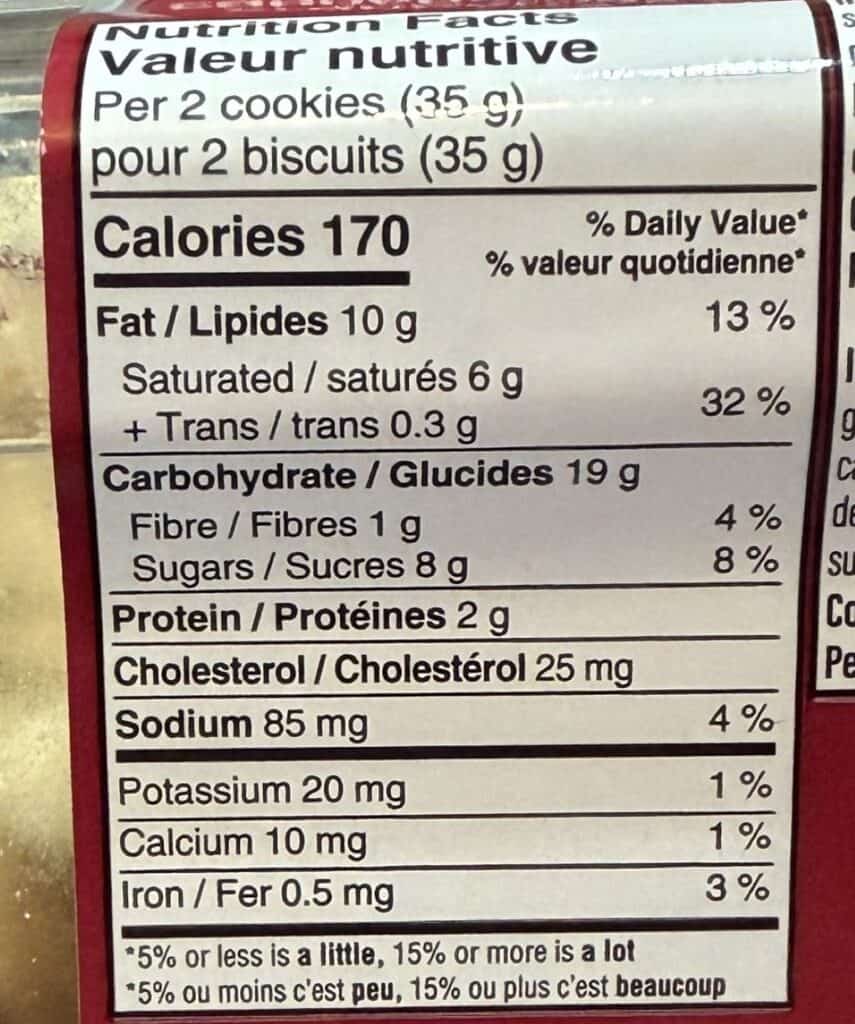 Nutrition Facts
Valeur nutritive
Per 2 cookies (35 g)
pour 2 biscuits (35 g)
Calories 170
% Daily Value*
% valeur quotidienne*
Fat / Lipides 10 g 13 %
Saturated / saturés 6 g
+ Trans / trans 0.3 g 32 %
Carbohydrate / Glucides 19 g
Fibre / Fibres 1 g 4 %
Sugars / Sucres 8 g 8 %
Protein / Protéines 2 g
Cholesterol / Cholestérol 25 mg
Sodium 85 mg 4 %
Potassium 20 mg 1 %
Calcium 10 mg 1 %
Iron / Fer 0.5 mg 3 %
*5% or less is a little, 15% or more is a lot
*5% ou moins c'est peu, 15% ou plus c'est beaucoup